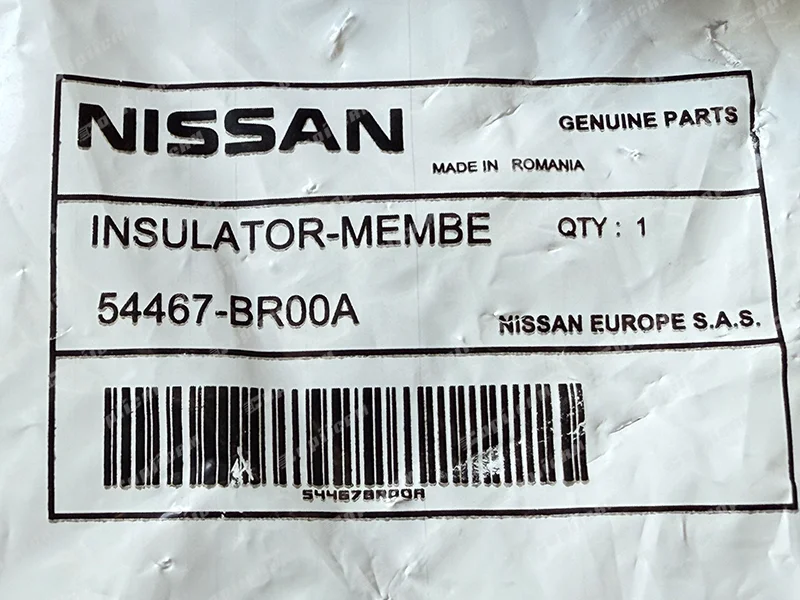 NISSAN
GENUINE PARTS
MADE IN ROMANIA
INSULATOR-MEMBE
QTY : 1
54467-BR00A
NISSAN EUROPE S.A.S.
54467BR00A